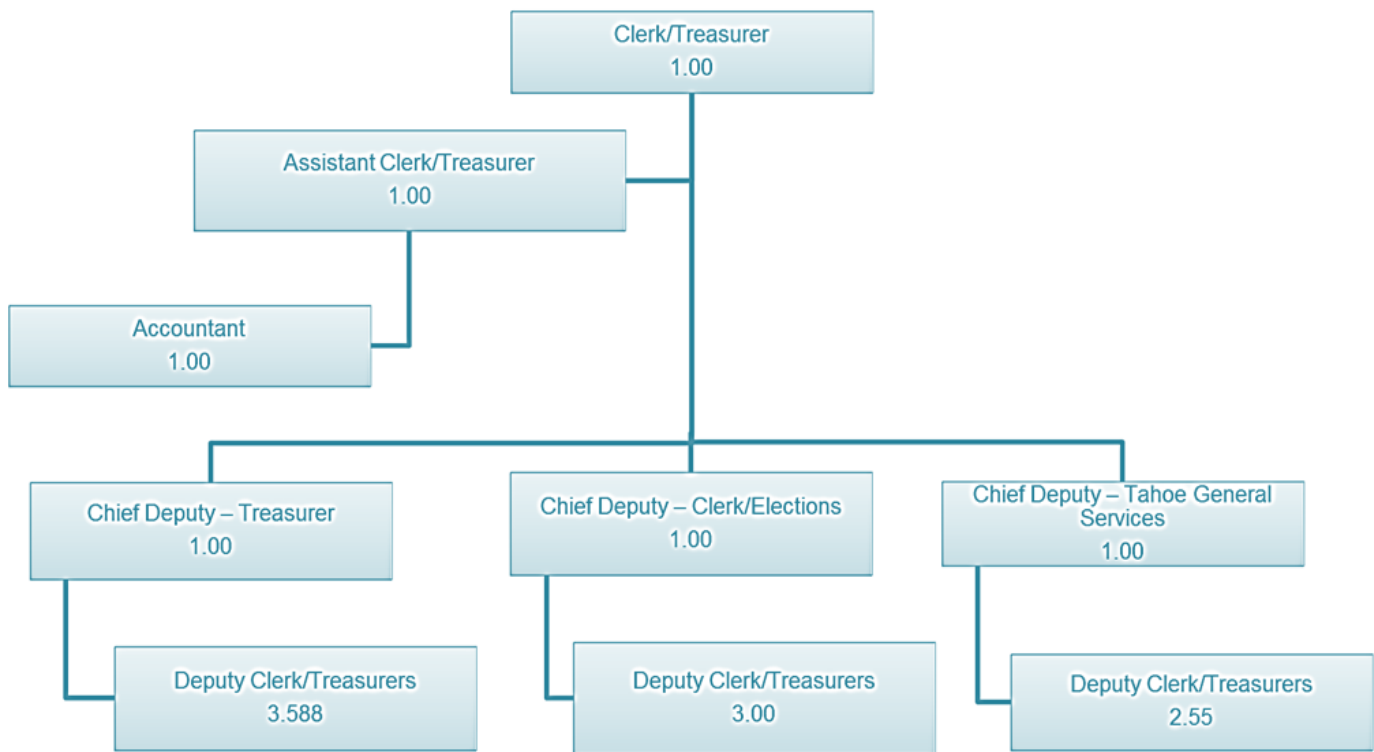 Clerk/Treasurer
1.00
Assistant Clerk/Treasurer
1.00
Accountant
1.00
Chief Deputy – Treasurer
1.00
Chief Deputy – Clerk/Elections
1.00
Chief Deputy – Tahoe General
Services
1.00
Deputy Clerk/Treasurers
3.588
Deputy Clerk/Treasurers
3.00
Deputy Clerk/Treasurers
2.55